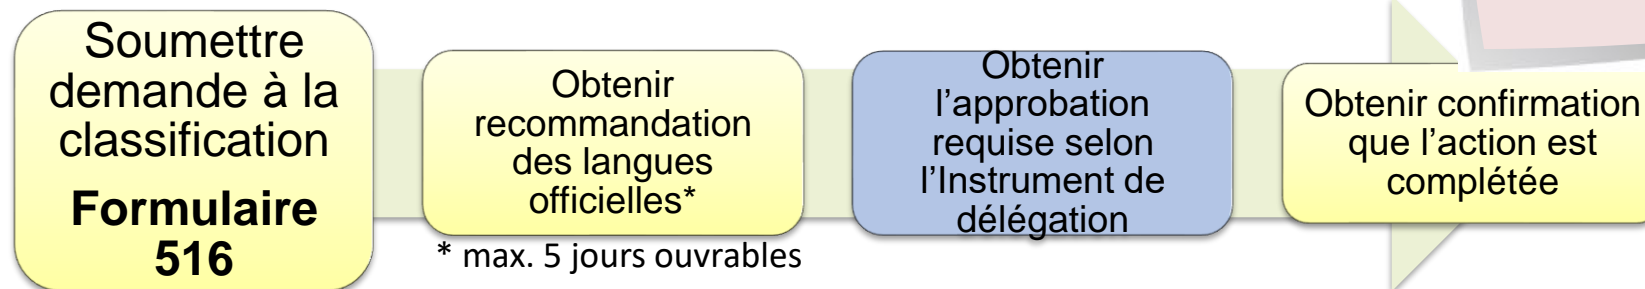 Soumettre
demande à la
classification
Formulaire
516
Obtenir
recommandation
des langues
officielles*
* max. 5 jours ouvrables
Obtenir
l'approbation
requise selon
l'Instrument de
délégation
Obtenir confirmation
que l'action est
complétée